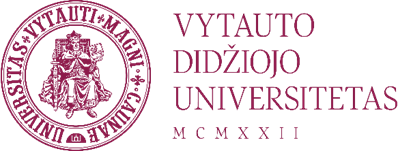 UNIVERSITAS • VYTAUTI • MAGNI • CAUNAE
VYTAUTO
DIDŽIOJO
UNIVERSITETAS
MCMXXII